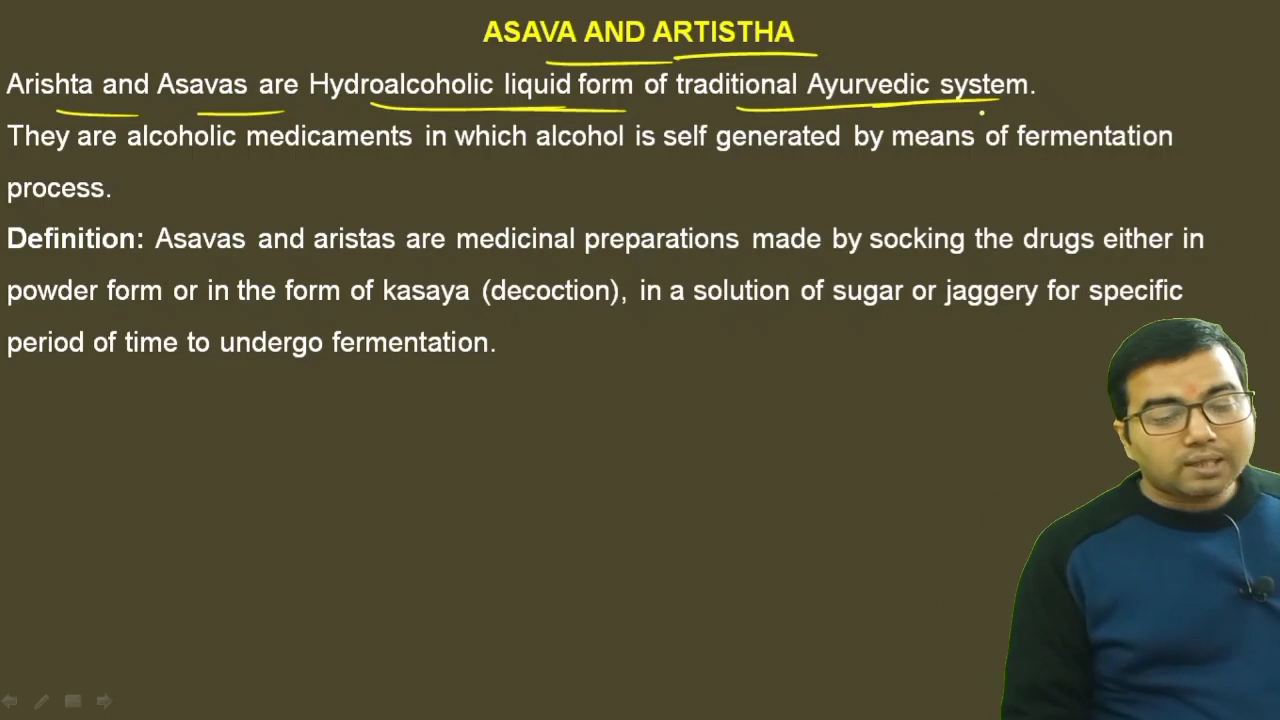 ASAVA AND ARTISTHA
Arishta and Asavas are Hydroalcoholic liquid form of traditional Ayurvedic system.
They are alcoholic medicaments in which alcohol is self generated by means of fermentation
process.
Definition: Asavas and aristas are medicinal preparations made by socking the drugs either in
powder form or in the form of kasaya (decoction), in a solution of sugar or jaggery for specific
period of time to undergo fermentation.